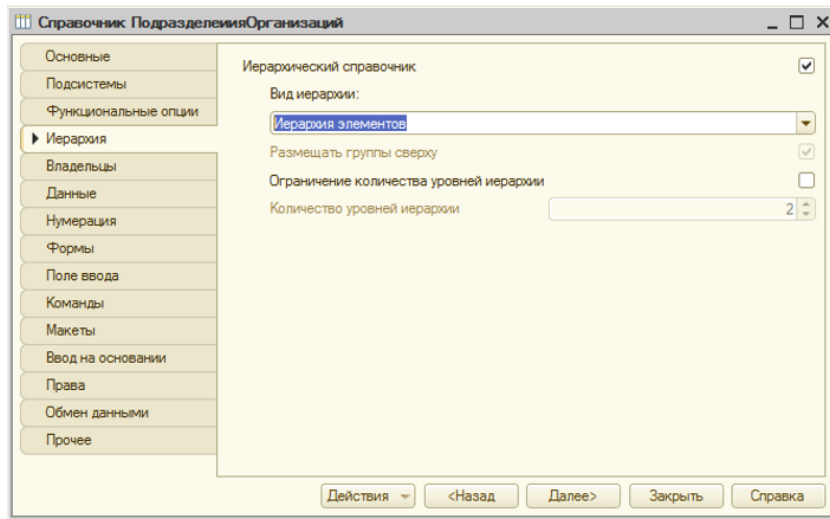 Справочник ПодразделенияОрганизаций
Основные
Подсистемы
Функциональные опции
Иерархия
Владельцы
Данные
Нумерация
Формы
Поле ввода
Команды
Макеты
Ввод на основании
Права
Обмен данными
Прочее
Иерархический справочник
Вид иерархии:
Иерархия элементов
Размещать группы сверху
Ограничение количества уровней иерархии
Количество уровней иерархии 2
Действия <Назад Далее> Закрыть Справка